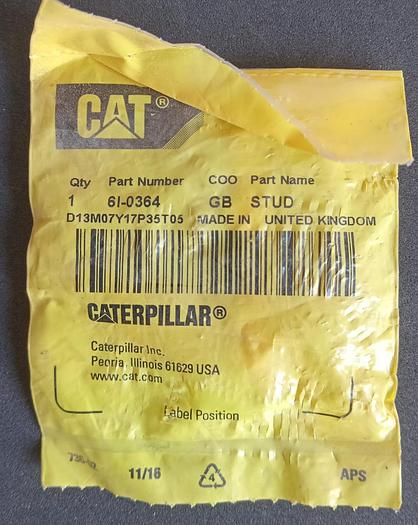 CAT®
Qty Part Number COO Part Name
1 6I-0364 GB STUD
D13M07Y17P35T05 MADE IN UNITED KINGDOM
CATERPILLAR®
Caterpillar Inc.
Peoria, Illinois 61629 USA
www.cat.com
Label Position
11/16 4 APS